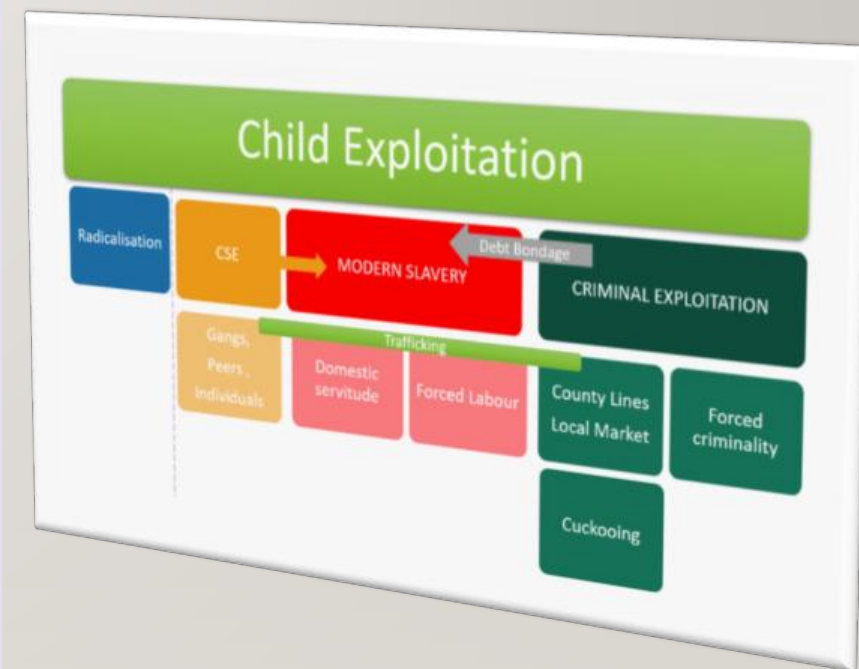 Child Exploitation
Radicalisation
CSE
MODERN SLAVERY
Debt Bondage
CRIMINAL EXPLOITATION
Trafficking
Gangs,
Peers ,
Individuals
Domestic
servitude
Forced Labour
County Lines
Local Market
Forced
criminality
Cuckooing